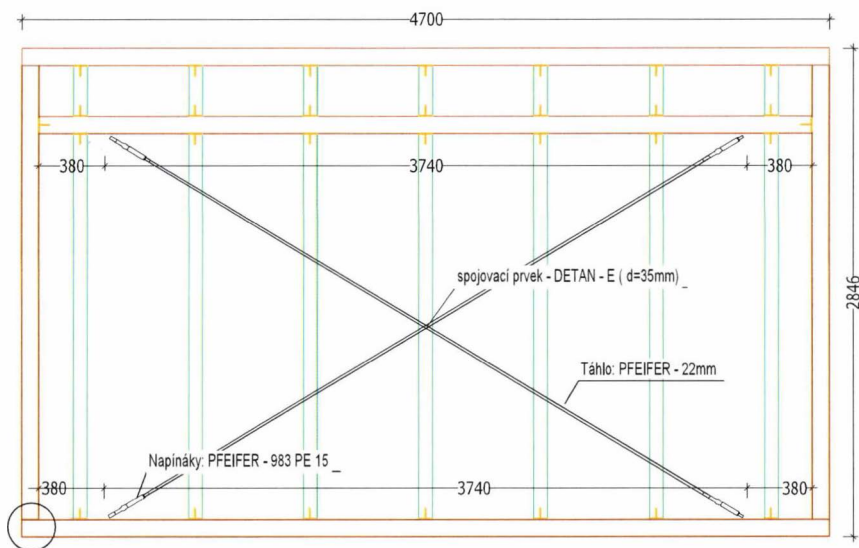 4700
380
3740
380
spojovací prvek - DETAN - E ( d=35mm)
2846
Táhlo: PFEIFER - 22mm
Napínáky: PFEIFER - 983 PE 15
380
3740
380